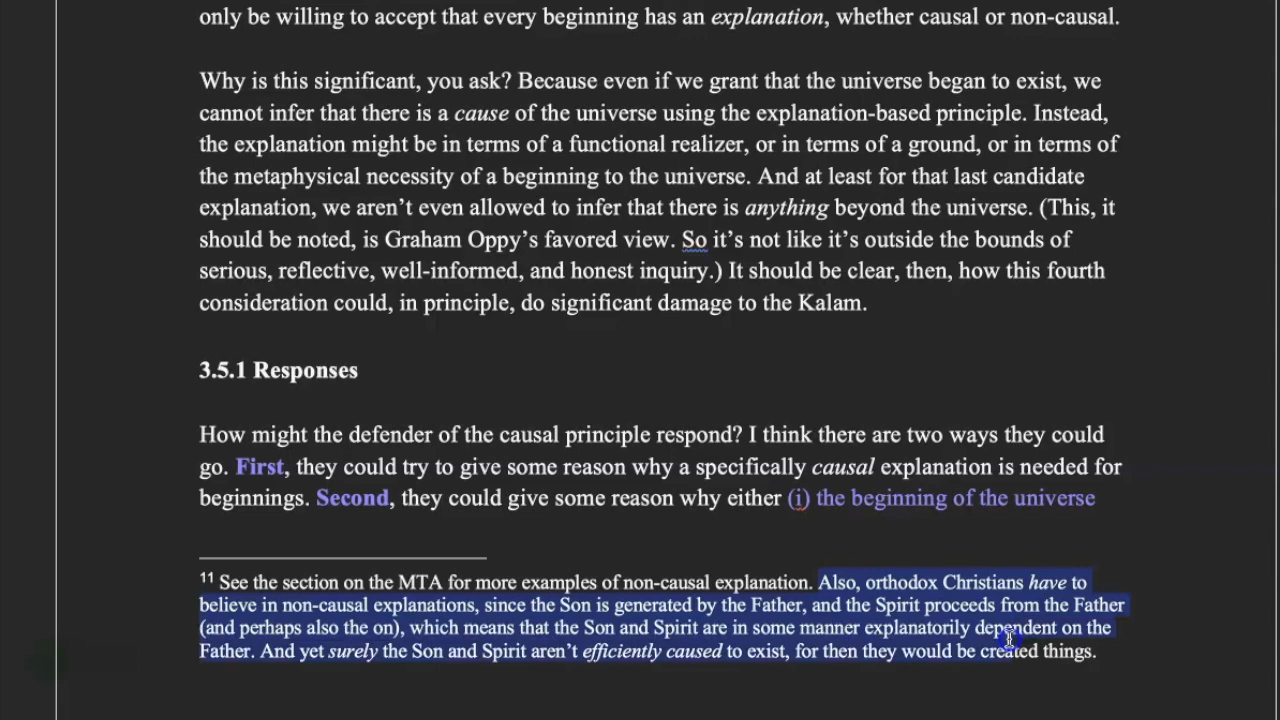 only be willing to accept that every beginning has an explanation, whether causal or non-causal.
Why is this significant, you ask? Because even if we grant that the universe began to exist, we
cannot infer that there is a cause of the universe using the explanation-based principle. Instead,
the explanation might be in terms of a functional realizer, or in terms of a ground, or in terms of
the metaphysical necessity of a beginning to the universe. And at least for that last candidate
explanation, we aren’t even allowed to infer that there is anything beyond the universe. (This, it
should be noted, is Graham Oppy’s favored view. So it’s not like it’s outside the bounds of
serious, reflective, well-informed, and honest inquiry.) It should be clear, then, how this fourth
consideration could, in principle, do significant damage to the Kalam.
3.5.1 Responses
How might the defender of the causal principle respond? I think there are two ways they could
go. First, they could try to give some reason why a specifically causal explanation is needed for
beginnings. Second, they could give some reason why either (i) the beginning of the universe
11 See the section on the MTA for more examples of non-causal explanation. Also, orthodox Christians have to
believe in non-causal explanations, since the Son is generated by the Father, and the Spirit proceeds from the Father
(and perhaps also the on), which means that the Son and Spirit are in some manner explanatorily dependent on the
Father. And yet surely the Son and Spirit aren’t efficiently caused to exist, for then they would be created things.